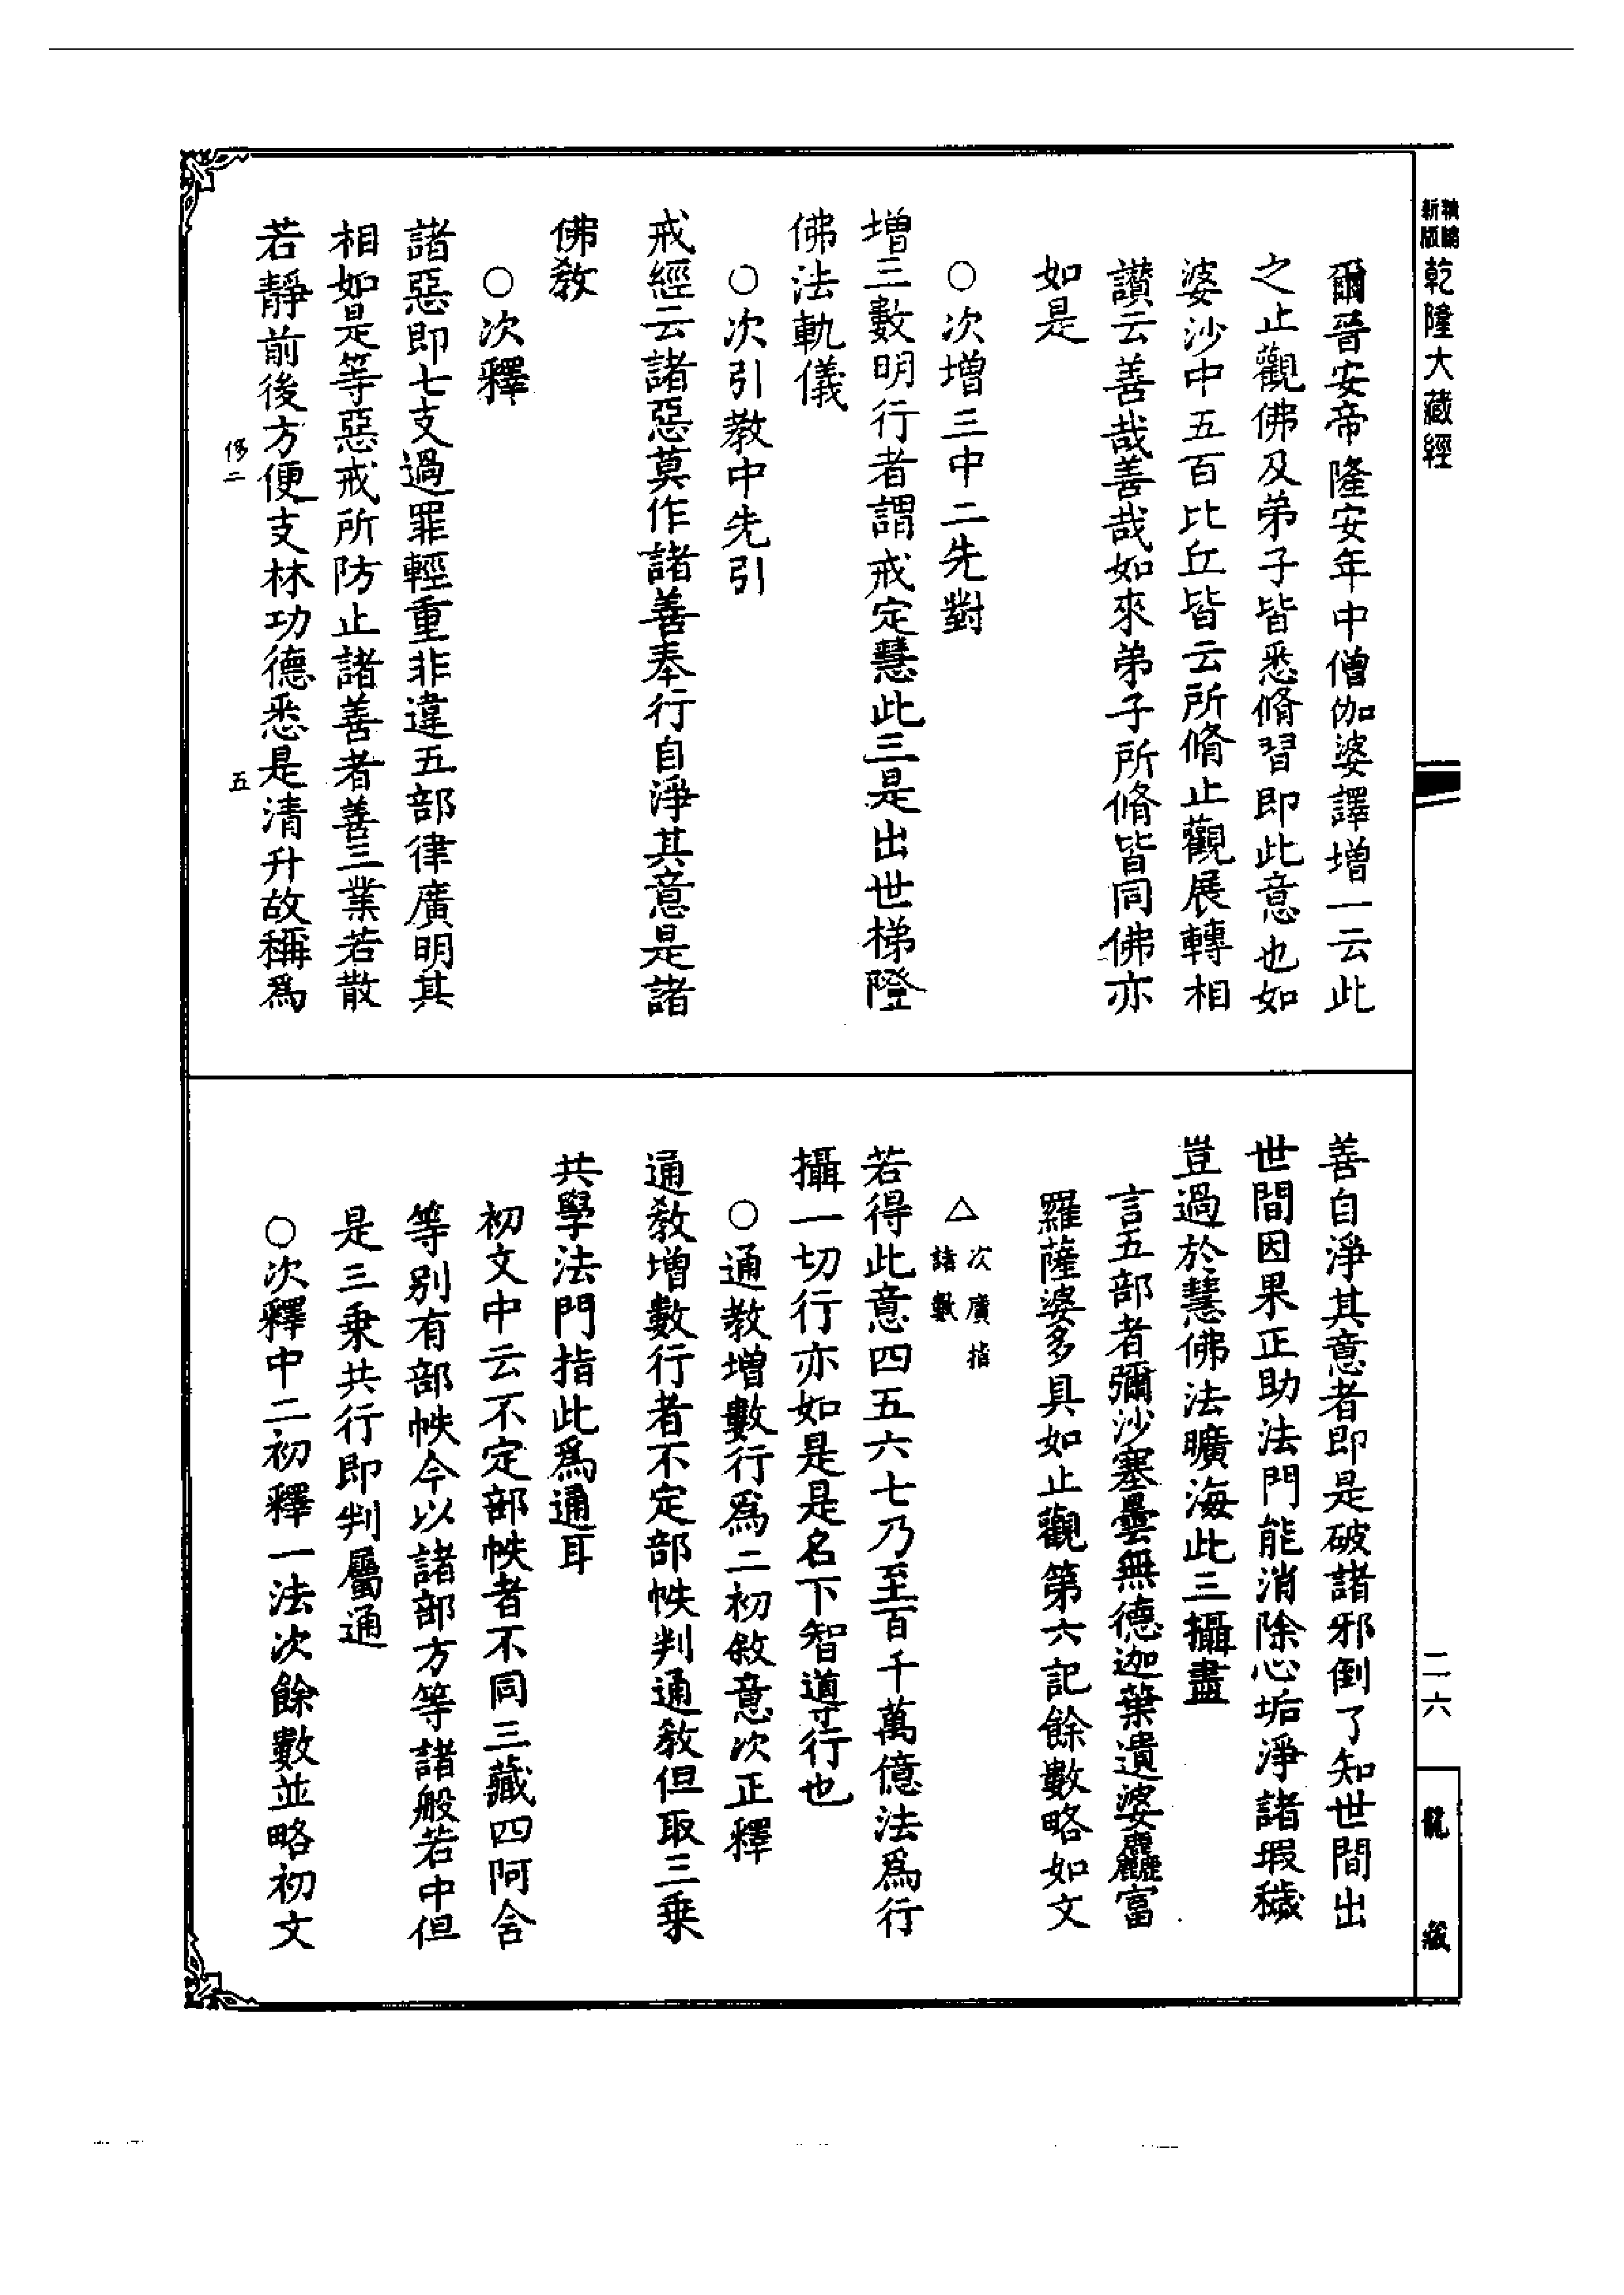 新版
乾隆大藏經
二六
龍藏
爾晉安帝隆安年中僧伽婆譯增一云此
之止觀佛及弟子皆悉脩習即此意也如
婆沙中五百比丘皆云所脩止觀展轉相
讚云善哉善哉如來弟子所脩皆同佛亦
如是
○次增三中二先對
增三數明行者謂戒定慧此三是出世梯隥
佛法軌儀
○次引教中先引
戒經云諸惡莫作諸善奉行自淨其意是諸
佛教
○次釋
諸惡即七支過罪輕重非違五部律廣明其
相如是等惡戒所防止諸善者善三業若散
若靜前後方便支林功德悉是清升故稱爲
修二
五
善自淨其意者即是破諸邪倒了知世間出
世間因果正助法門能消除心垢淨諸瑕穢
豈過於慧佛法曠海此三攝盡
言五部者彌沙塞曇無德迦葉遺婆麤富
羅薩婆多具如止觀第六記餘數略如文
△次廣指
諸數
若得此意四五六七乃至百千萬億法爲行
攝一切行亦如是是名下智導行也
○通教增數行爲二初敘意次正釋
通教增數行者不定部帙判通教但取三乘
共學法門指此爲通耳
初文中云不定部帙者不同三藏四阿含
等別有部帙今以諸部方等諸般若中但
是三乘共行即判屬通
○次釋中二初釋一法次餘數並略初文